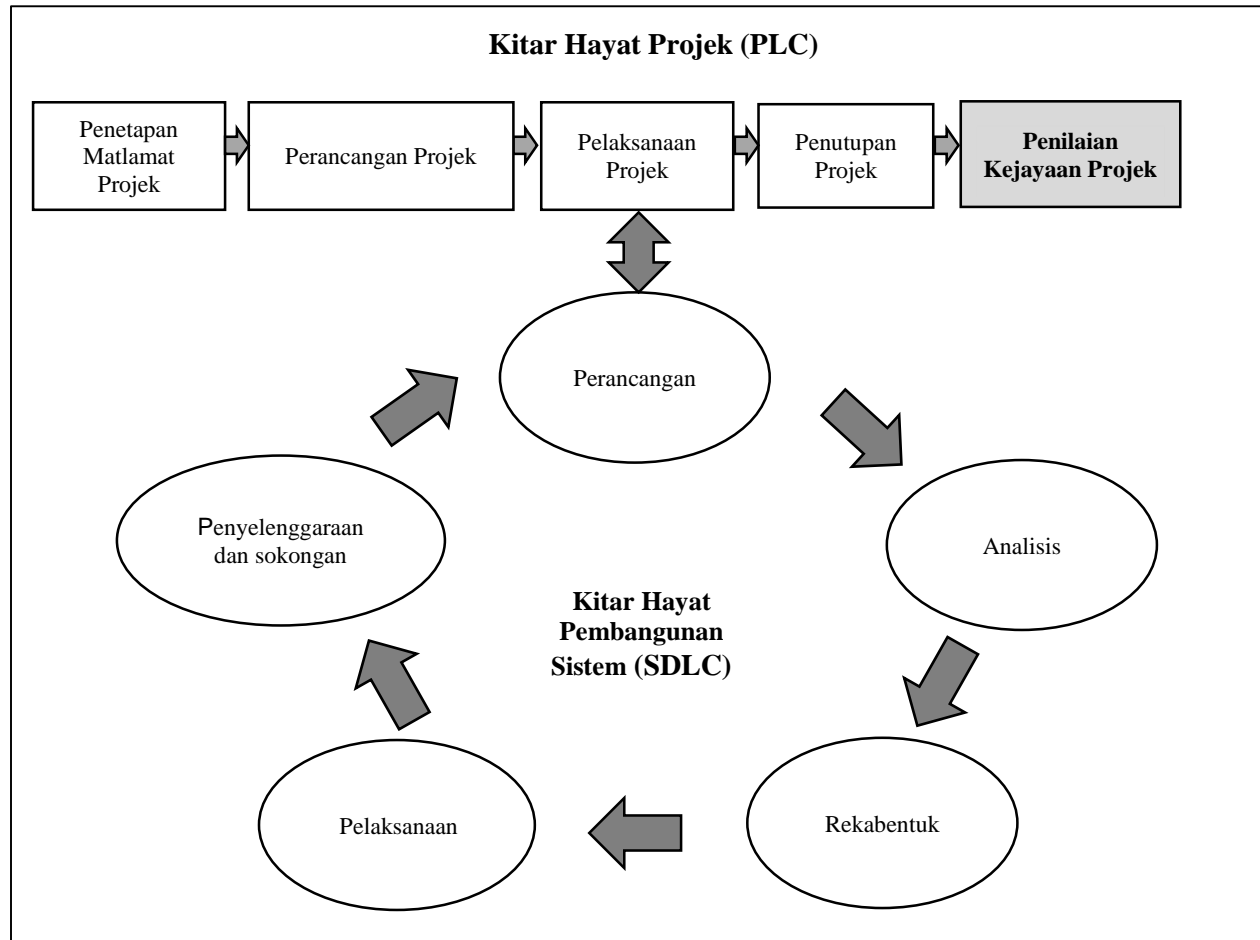 Kitar Hayat Projek (PLC)
Penetapan
Matlamat
Projek
Perancangan Projek
Pelaksanaan
Projek
Penutupan
Projek
Penilaian
Kejayaan Projek
Perancangan
Penyelenggaraan
dan sokongan
Analisis
Kitar Hayat
Pembangunan
Sistem (SDLC)
Pelaksanaan
Rekabentuk